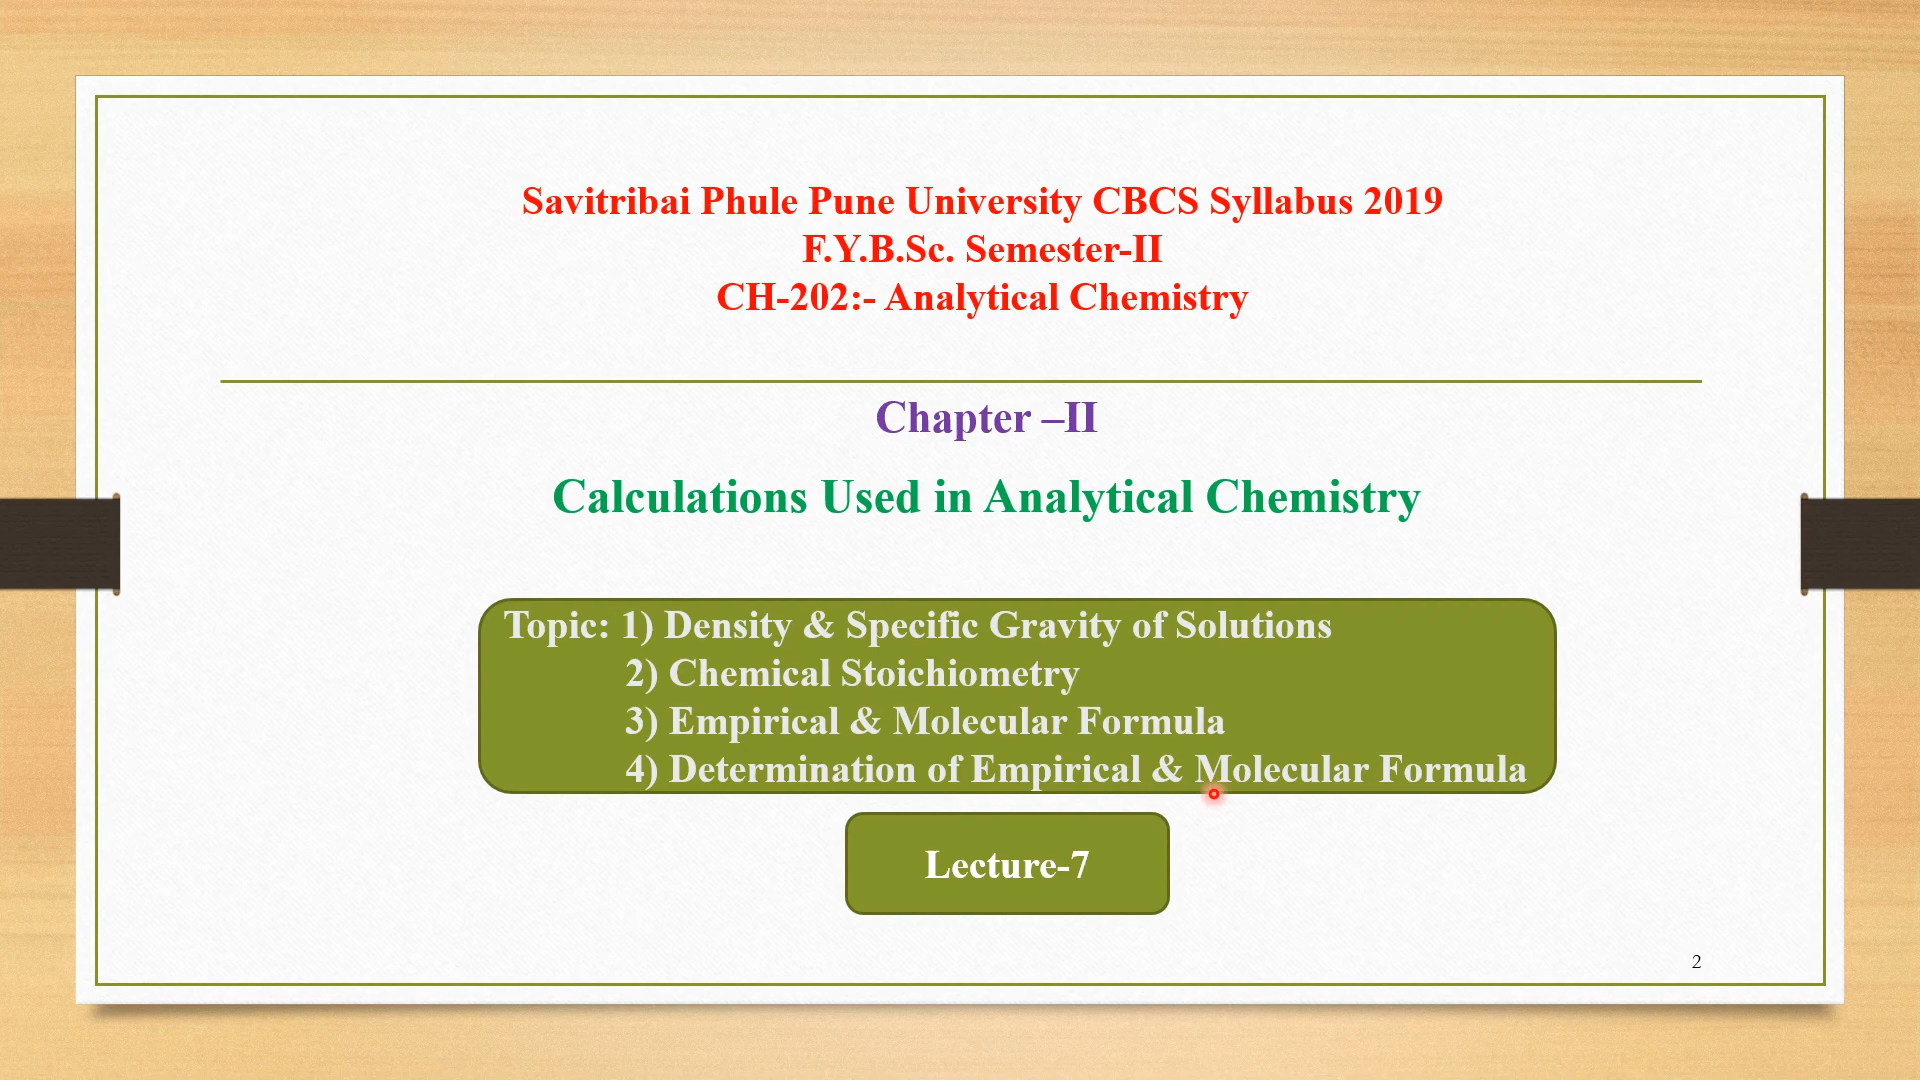 Savitribai Phule Pune University CBCS Syllabus 2019
F.Y.B.Sc. Semester-II
CH-202:- Analytical Chemistry
Chapter –II
Calculations Used in Analytical Chemistry
Topic: 1) Density & Specific Gravity of Solutions
2) Chemical Stoichiometry
3) Empirical & Molecular Formula
4) Determination of Empirical & Molecular Formula
Lecture-7
2